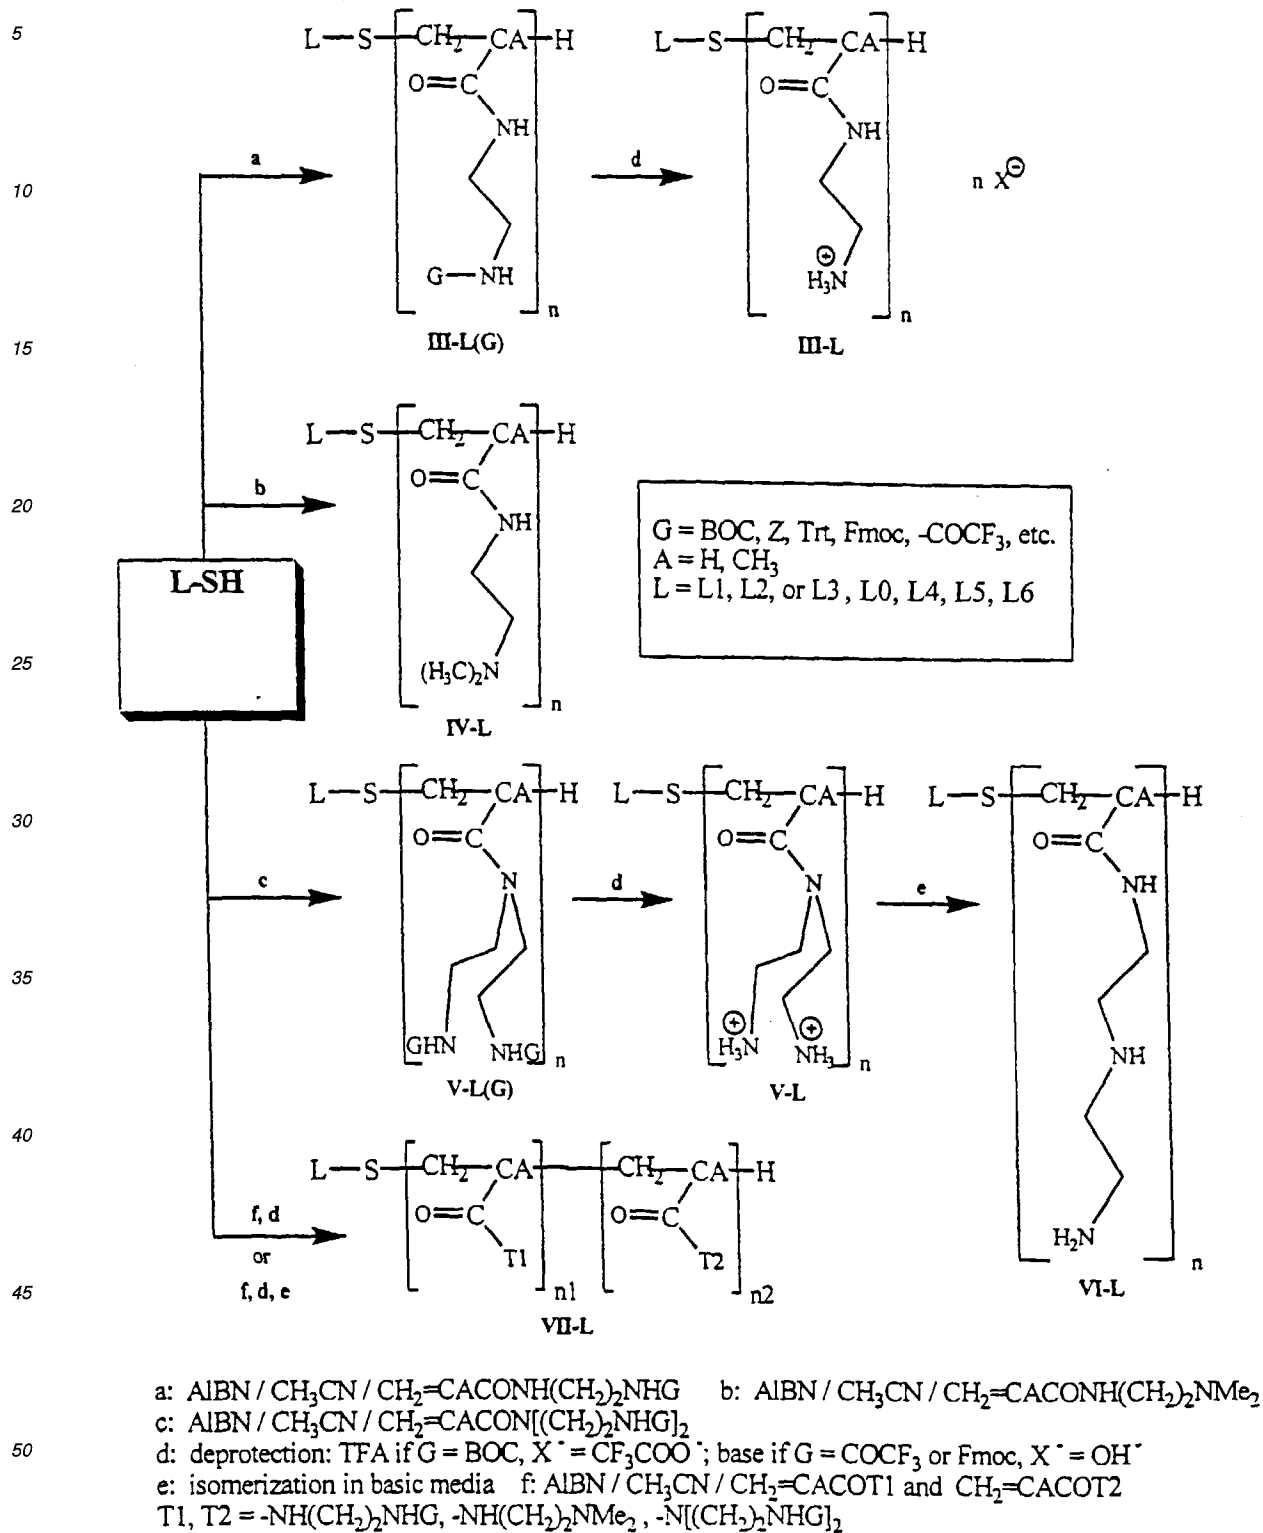 5
L—S—[CH₂—CA]—H
O=C
NH
G—NH
n
III-L(G)
a
L—S—[CH₂—CA]—H
O=C
NH
⊕
H₃N
n
III-L
d
n X⊖
10
15
L—S—[CH₂—CA]—H
O=C
NH
(H₃C)₂N
n
IV-L
b
20
L-SH
G = BOC, Z, Trt, Fmoc, -COCF₃, etc.
A = H, CH₃
L = L1, L2, or L3 , L0, L4, L5, L6
25
30
L—S—[CH₂—CA]—H
O=C
N
GHN
NHG
n
V-L(G)
c
L—S—[CH₂—CA]—H
O=C
N
⊕
H₃N
⊕
NH₃
n
V-L
d
L—S—[CH₂—CA]—H
O=C
NH
NH
H₂N
n
VI-L
e
35
40
L—S—[CH₂—CA]—[CH₂—CA]—H
O=C
T1
n1
O=C
T2
n2
VII-L
f, d
or
f, d, e
45
a: AIBN / CH₃CN / CH₂=CACONH(CH₂)₂NHG b: AIBN / CH₃CN / CH₂=CACONH(CH₂)₂NMe₂
c: AIBN / CH₃CN / CH₂=CACON[(CH₂)₂NHG]₂
50
d: deprotection: TFA if G = BOC, X⁻ = CF₃COO⁻; base if G = COCF₃ or Fmoc, X⁻ = OH⁻
e: isomerization in basic media f: AIBN / CH₃CN / CH₂=CACOT1 and CH₂=CACOT2
T1, T2 = -NH(CH₂)₂NHG, -NH(CH₂)₂NMe₂ , -N[(CH₂)₂NHG]₂